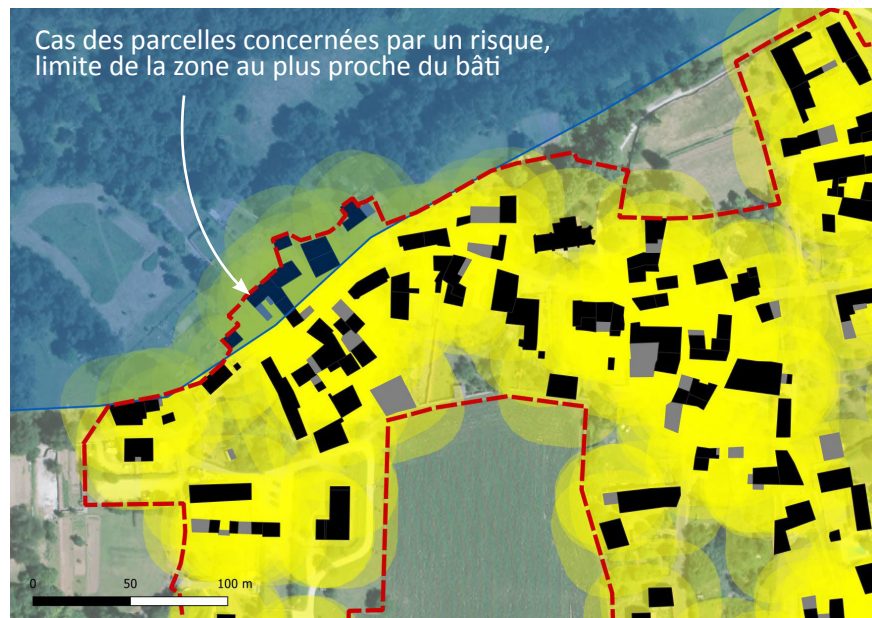 Cas des parcelles concernées par un risque,
limite de la zone au plus proche du bâti
0 50 100 m